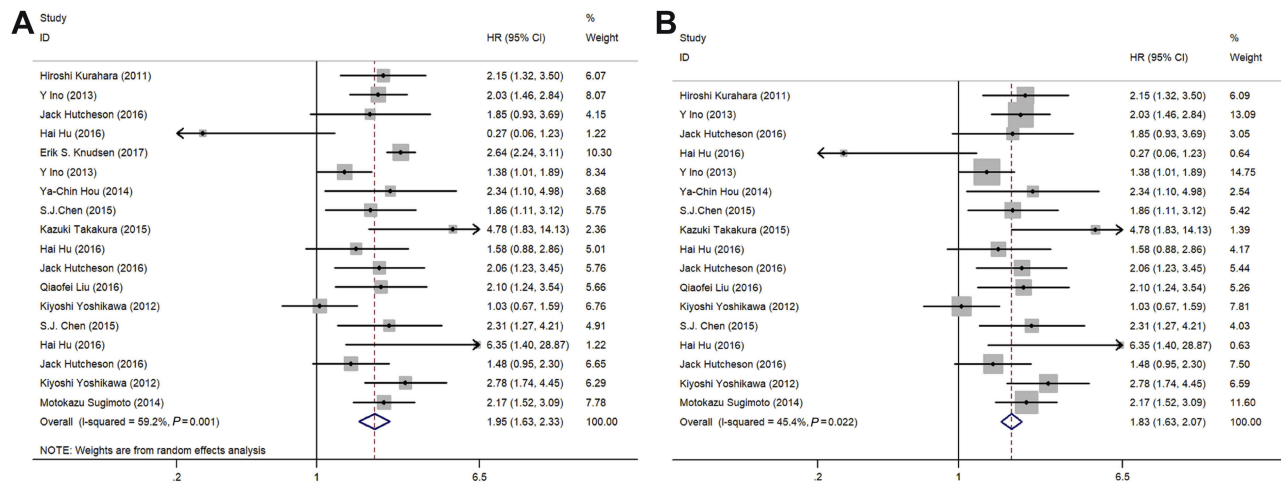 A
Study %
ID HR (95% CI) Weight
Hiroshi Kurahara (2011) 2.15 (1.32, 3.50) 6.07
Y Ino (2013) 2.03 (1.46, 2.84) 8.07
Jack Hutcheson (2016) 1.85 (0.93, 3.69) 4.15
Hai Hu (2016) 0.27 (0.06, 1.23) 1.22
Erik S. Knudsen (2017) 2.64 (2.24, 3.11) 10.30
Y Ino (2013) 1.38 (1.01, 1.89) 8.34
Ya-Chin Hou (2014) 2.34 (1.10, 4.98) 3.68
S.J.Chen (2015) 1.86 (1.11, 3.12) 5.75
Kazuki Takakura (2015) 4.78 (1.83, 14.13) 2.36
Hai Hu (2016) 1.58 (0.88, 2.86) 5.01
Jack Hutcheson (2016) 2.06 (1.23, 3.45) 5.76
Qiaofei Liu (2016) 2.10 (1.24, 3.54) 5.66
Kiyoshi Yoshikawa (2012) 1.03 (0.67, 1.59) 6.76
S.J. Chen (2015) 2.31 (1.27, 4.21) 4.91
Hai Hu (2016) 6.35 (1.40, 28.87) 1.22
Jack Hutcheson (2016) 1.48 (0.95, 2.30) 6.65
Kiyoshi Yoshikawa (2012) 2.78 (1.74, 4.45) 6.29
Motokazu Sugimoto (2014) 2.17 (1.52, 3.09) 7.78
Overall (I-squared = 59.2%, P = 0.001) 1.95 (1.63, 2.33) 100.00
NOTE: Weights are from random effects analysis
.2 1 6.5
B
Study %
ID HR (95% CI) Weight
Hiroshi Kurahara (2011) 2.15 (1.32, 3.50) 6.09
Y Ino (2013) 2.03 (1.46, 2.84) 13.09
Jack Hutcheson (2016) 1.85 (0.93, 3.69) 3.05
Hai Hu (2016) 0.27 (0.06, 1.23) 0.64
Y Ino (2013) 1.38 (1.01, 1.89) 14.75
Ya-Chin Hou (2014) 2.34 (1.10, 4.98) 2.54
S.J.Chen (2015) 1.86 (1.11, 3.12) 5.42
Kazuki Takakura (2015) 4.78 (1.83, 14.13) 1.39
Hai Hu (2016) 1.58 (0.88, 2.86) 4.17
Jack Hutcheson (2016) 2.06 (1.23, 3.45) 5.44
Qiaofei Liu (2016) 2.10 (1.24, 3.54) 5.26
Kiyoshi Yoshikawa (2012) 1.03 (0.67, 1.59) 7.81
S.J. Chen (2015) 2.31 (1.27, 4.21) 4.03
Hai Hu (2016) 6.35 (1.40, 28.87) 0.63
Jack Hutcheson (2016) 1.48 (0.95, 2.30) 7.50
Kiyoshi Yoshikawa (2012) 2.78 (1.74, 4.45) 6.59
Motokazu Sugimoto (2014) 2.17 (1.52, 3.09) 11.60
Overall (I-squared = 45.4%, P = 0.022) 1.83 (1.63, 2.07) 100.00
.2 1 6.5